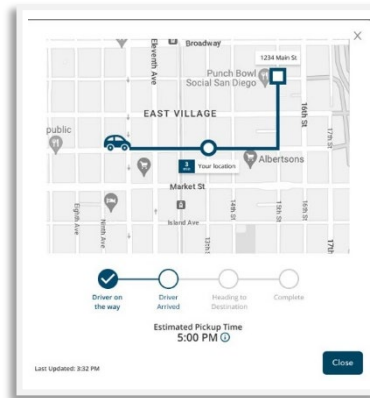 Broadway
Eleventh Ave
1234 Main St
Punch Bowl
Social San Diego
16th St
EAST VILLAGE
public
17th St
Albertsons
3
Your location
Market St
Eighth Ave
Ninth Ave
Island Ave
13th St
14th St
15th St
16th St
17th
Driver on
the way
Driver
Arrived
Heading to
Destination
Complete
Estimated Pickup Time
5:00 PM
Last Updated: 3:32 PM
Close